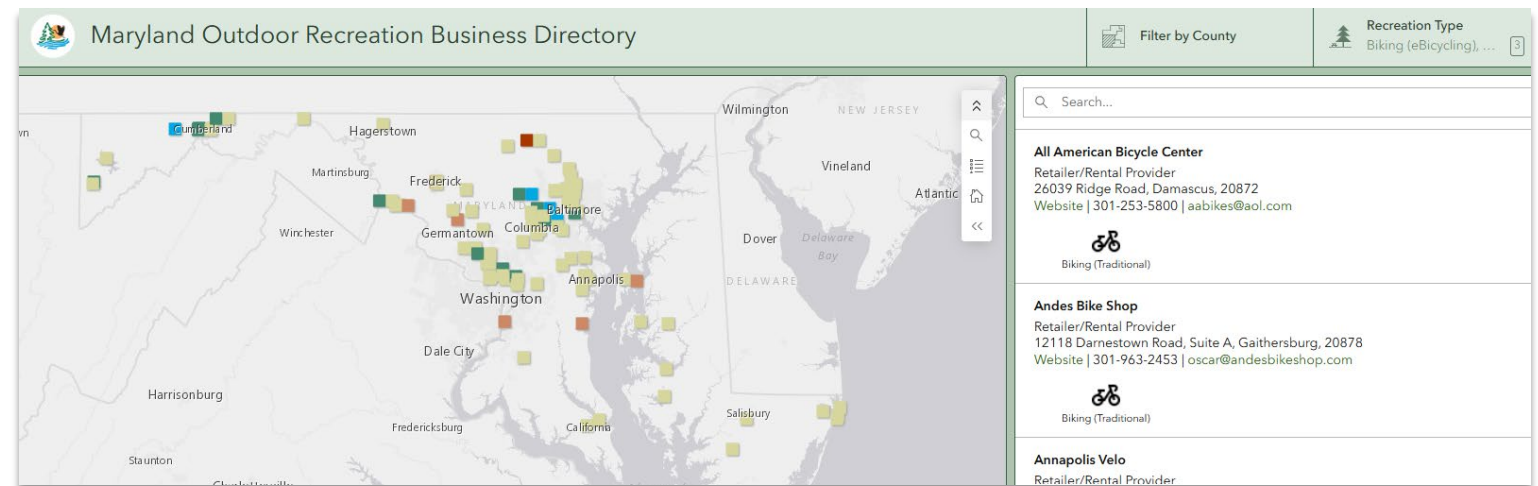 Maryland Outdoor Recreation Business Directory
Filter by County
Recreation Type
Biking (eBicycling), ...
3
Wilmington
NEW JERSEY
Cumberland
Hagerstown
Martinsburg
Vineland
Frederick
Atlantic
MARYLAND
Baltimore
Winchester
Germantown
Columbia
Dover
Delaware
Bay
Annapolis
DELAWARE
Washington
Dale City
Harrisonburg
Fredericksburg
California
Salisbury
Staunton
Search...
All American Bicycle Center
Retailer/Rental Provider
26039 Ridge Road, Damascus, 20872
Website | 301-253-5800 | aabikes@aol.com
Biking (Traditional)
Andes Bike Shop
Retailer/Rental Provider
12118 Darnestown Road, Suite A, Gaithersburg, 20878
Website | 301-963-2453 | oscar@andesbikeshop.com
Biking (Traditional)
Annapolis Velo
Retailer/Rental Provider